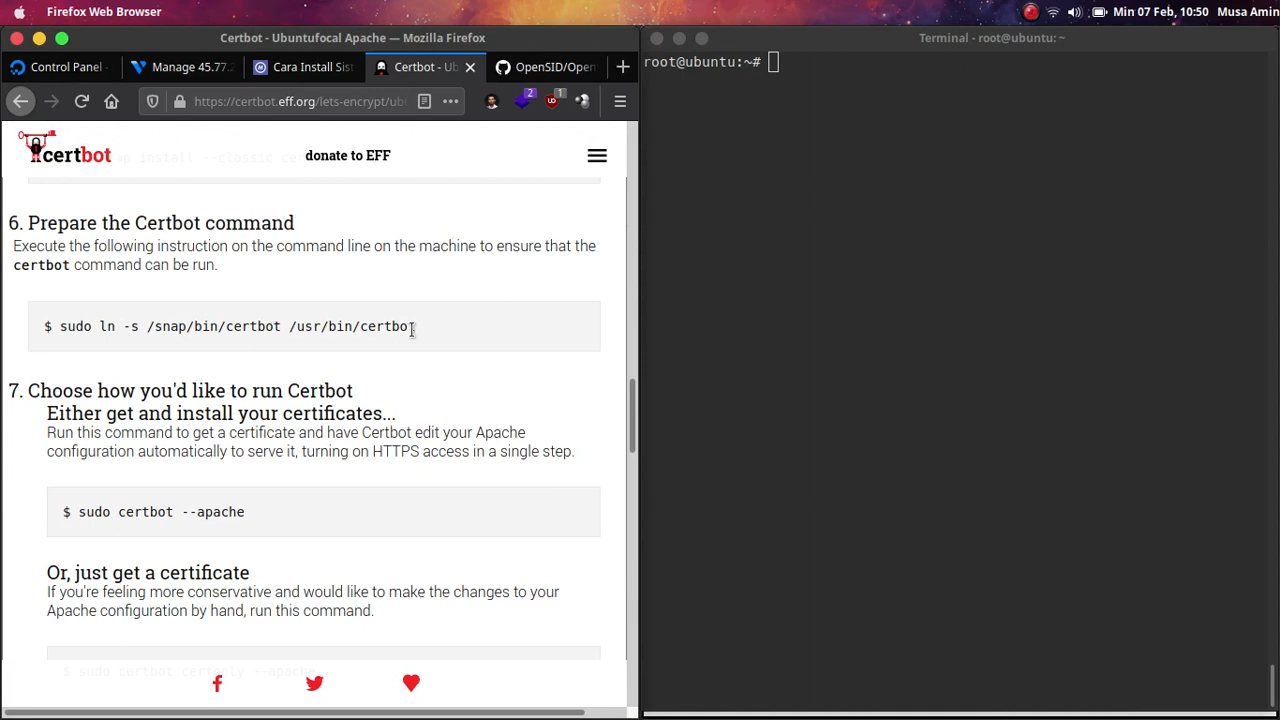 Firefox Web Browser
Min 07 Feb, 10:50 Musa Amin
Certbot - Ubuntufocal Apache — Mozilla Firefox
Control Panel -
Manage 45.77.2
Cara Install Sist
Certbot - Ub
OpenSID/Open
https://certbot.eff.org/lets-encrypt/ub
2
1
certbot
donate to EFF
6. Prepare the Certbot command
Execute the following instruction on the command line on the machine to ensure that the
certbot command can be run.
$ sudo ln -s /snap/bin/certbot /usr/bin/certbot
7. Choose how you'd like to run Certbot
Either get and install your certificates...
Run this command to get a certificate and have Certbot edit your Apache
configuration automatically to serve it, turning on HTTPS access in a single step.
$ sudo certbot --apache
Or, just get a certificate
If you're feeling more conservative and would like to make the changes to your
Apache configuration by hand, run this command.
$ sudo certbot certonly --apache
Terminal - root@ubuntu: ~
root@ubuntu:~#